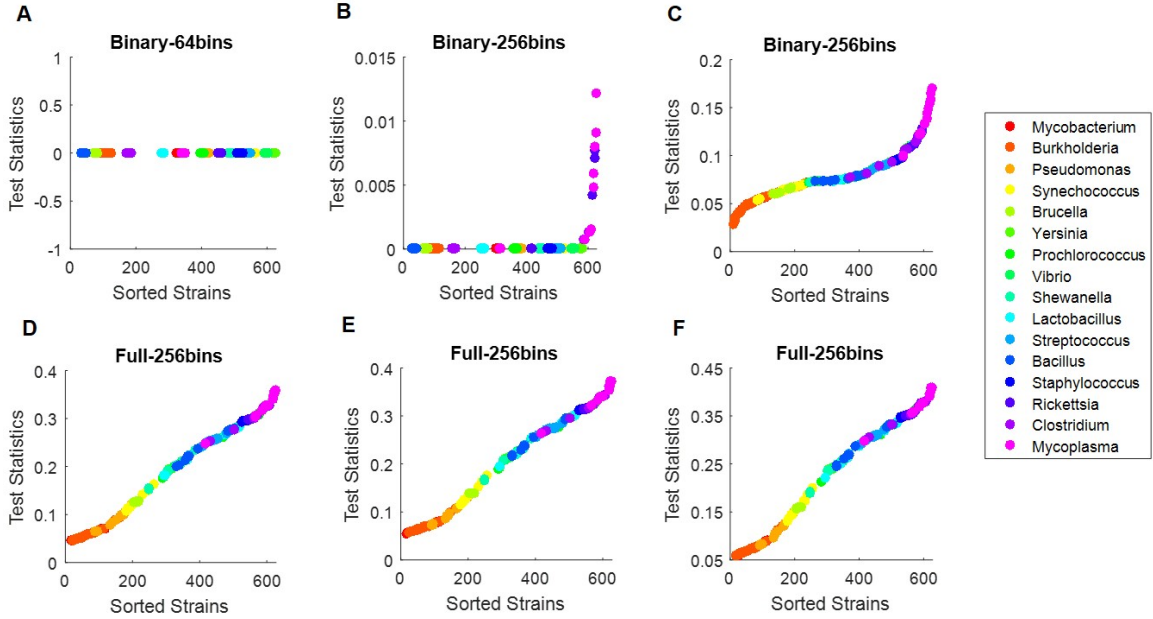 A
Binary-64bins
Test Statistics
1
0.5
0
-0.5
-1
0 200 400 600
Sorted Strains
B
Binary-256bins
Test Statistics
0.015
0.01
0.005
0
0 200 400 600
Sorted Strains
C
Binary-256bins
Test Statistics
0.2
0.15
0.1
0.05
0
0 200 400 600
Sorted Strains
Mycobacterium
Burkholderia
Pseudomonas
Synechococcus
Brucella
Yersinia
Prochlorococcus
Vibrio
Shewanella
Lactobacillus
Streptococcus
Bacillus
Staphylococcus
Rickettsia
Clostridium
Mycoplasma
D
Full-256bins
Test Statistics
0.4
0.3
0.2
0.1
0
0 200 400 600
Sorted Strains
E
Full-256bins
Test Statistics
0.4
0.3
0.2
0.1
0
0 200 400 600
Sorted Strains
F
Full-256bins
Test Statistics
0.45
0.35
0.25
0.15
0.05
0 200 400 600
Sorted Strains